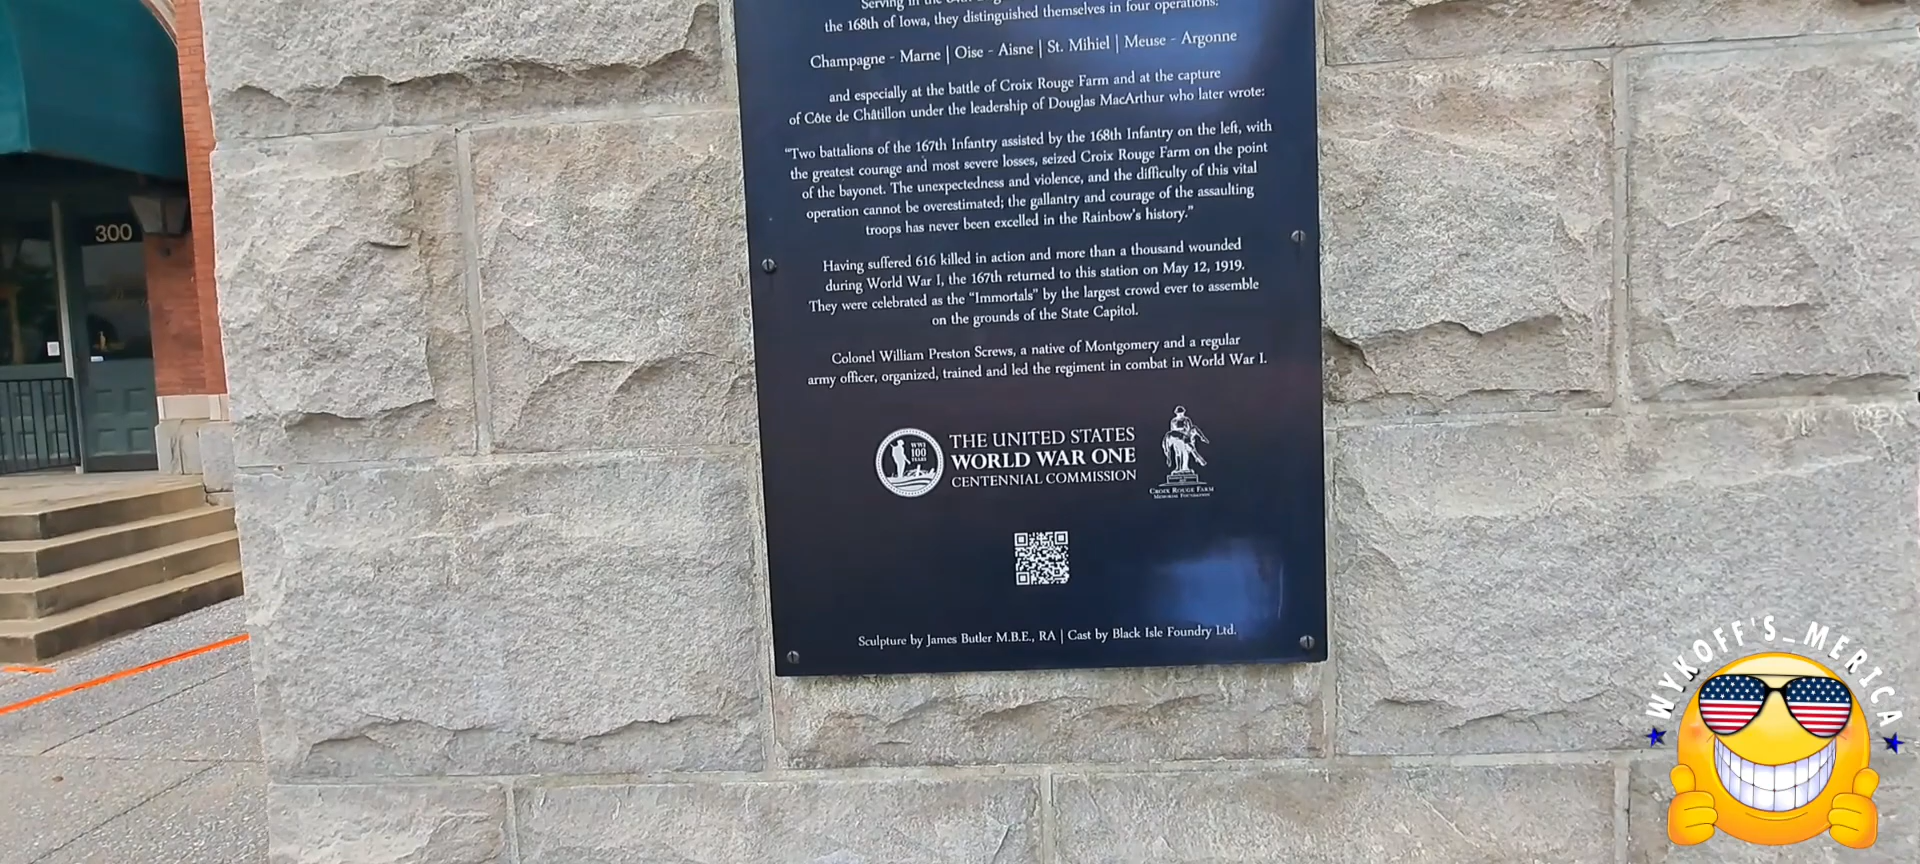 Serving in the
the 168th of Iowa, they distinguished themselves in four operations:
Champagne - Marne | Oise - Aisne | St. Mihiel | Meuse - Argonne
and especially at the battle of Croix Rouge Farm and at the capture
of Côte de Châtillon under the leadership of Douglas MacArthur who later wrote:
"Two battalions of the 167th Infantry assisted by the 168th Infantry on the left, with
the greatest courage and most severe losses, seized Croix Rouge Farm on the point
of the bayonet. The unexpectedness and violence, and the difficulty of this vital
operation cannot be overestimated; the gallantry and courage of the assaulting
troops has never been excelled in the Rainbow's history."
Having suffered 616 killed in action and more than a thousand wounded
during World War I, the 167th returned to this station on May 12, 1919.
They were celebrated as the "Immortals" by the largest crowd ever to assemble
on the grounds of the State Capitol.
Colonel William Preston Screws, a native of Montgomery and a regular
army officer, organized, trained and led the regiment in combat in World War I.
WWI
100
YEARS
THE UNITED STATES
WORLD WAR ONE
CENTENNIAL COMMISSION
CROIX ROUGE FARM
MEMORIAL FOUNDATION
Sculpture by James Butler M.B.E., RA | Cast by Black Isle Foundry Ltd.
300
WYKOFF'S_MERICA